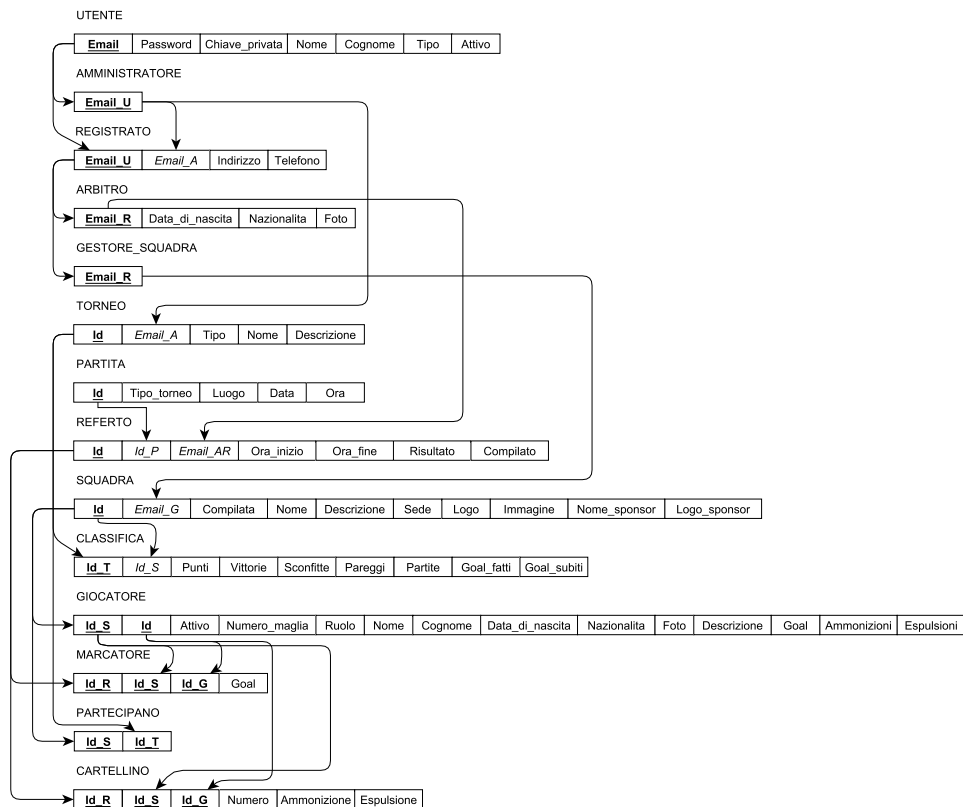 UTENTE
Email Password Chiave_privata Nome Cognome Tipo Attivo
AMMINISTRATORE
Email_U
REGISTRATO
Email_U Email_A Indirizzo Telefono
ARBITRO
Email_R Data_di_nascita Nazionalita Foto
GESTORE_SQUADRA
Email_R
TORNEO
Id Email_A Tipo Nome Descrizione
PARTITA
Id Tipo_torneo Luogo Data Ora
REFERTO
Id Id_P Email_AR Ora_inizio Ora_fine Risultato Compilato
SQUADRA
Id Email_G Compilata Nome Descrizione Sede Logo Immagine Nome_sponsor Logo_sponsor
CLASSIFICA
Id_T Id_S Punti Vittorie Sconfitte Pareggi Partite Goal_fatti Goal_subiti
GIOCATORE
Id_S Id Attivo Numero_maglia Ruolo Nome Cognome Data_di_nascita Nazionalita Foto Descrizione Goal Ammonizioni Espulsioni
MARCATORE
Id_R Id_S Id_G Goal
PARTECIPANO
Id_S Id_T
CARTELLINO
Id_R Id_S Id_G Numero Ammonizione Espulsione